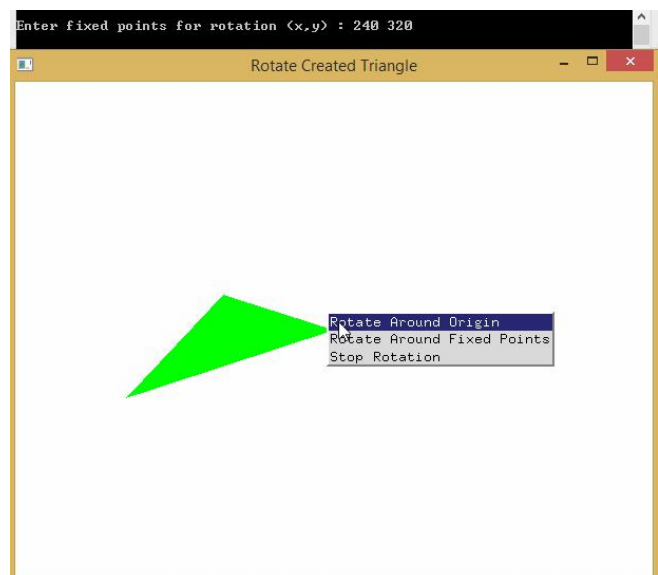 Enter fixed points for rotation (x,y) : 240 320
Rotate Created Triangle
Rotate Around Origin
Rotate Around Fixed Points
Stop Rotation